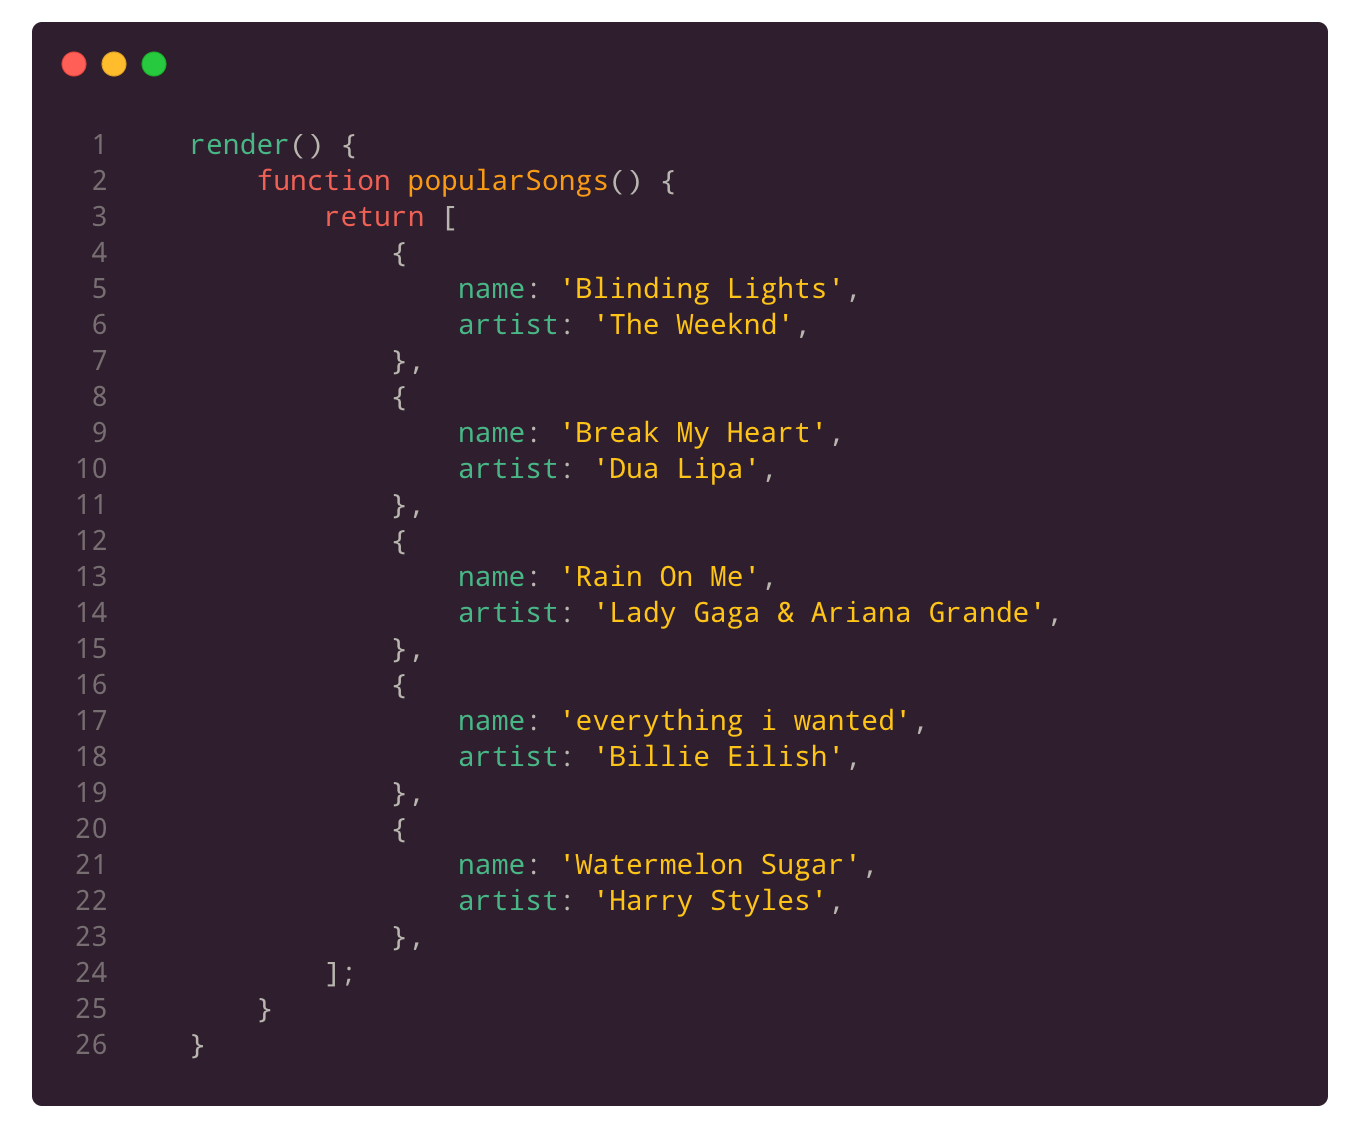 1 render() {
2 function popularSongs() {
3 return [
4 {
5 name: 'Blinding Lights',
6 artist: 'The Weeknd',
7 },
8 {
9 name: 'Break My Heart',
10 artist: 'Dua Lipa',
11 },
12 {
13 name: 'Rain On Me',
14 artist: 'Lady Gaga & Ariana Grande',
15 },
16 {
17 name: 'everything i wanted',
18 artist: 'Billie Eilish',
19 },
20 {
21 name: 'Watermelon Sugar',
22 artist: 'Harry Styles',
23 },
24 ];
25 }
26 }